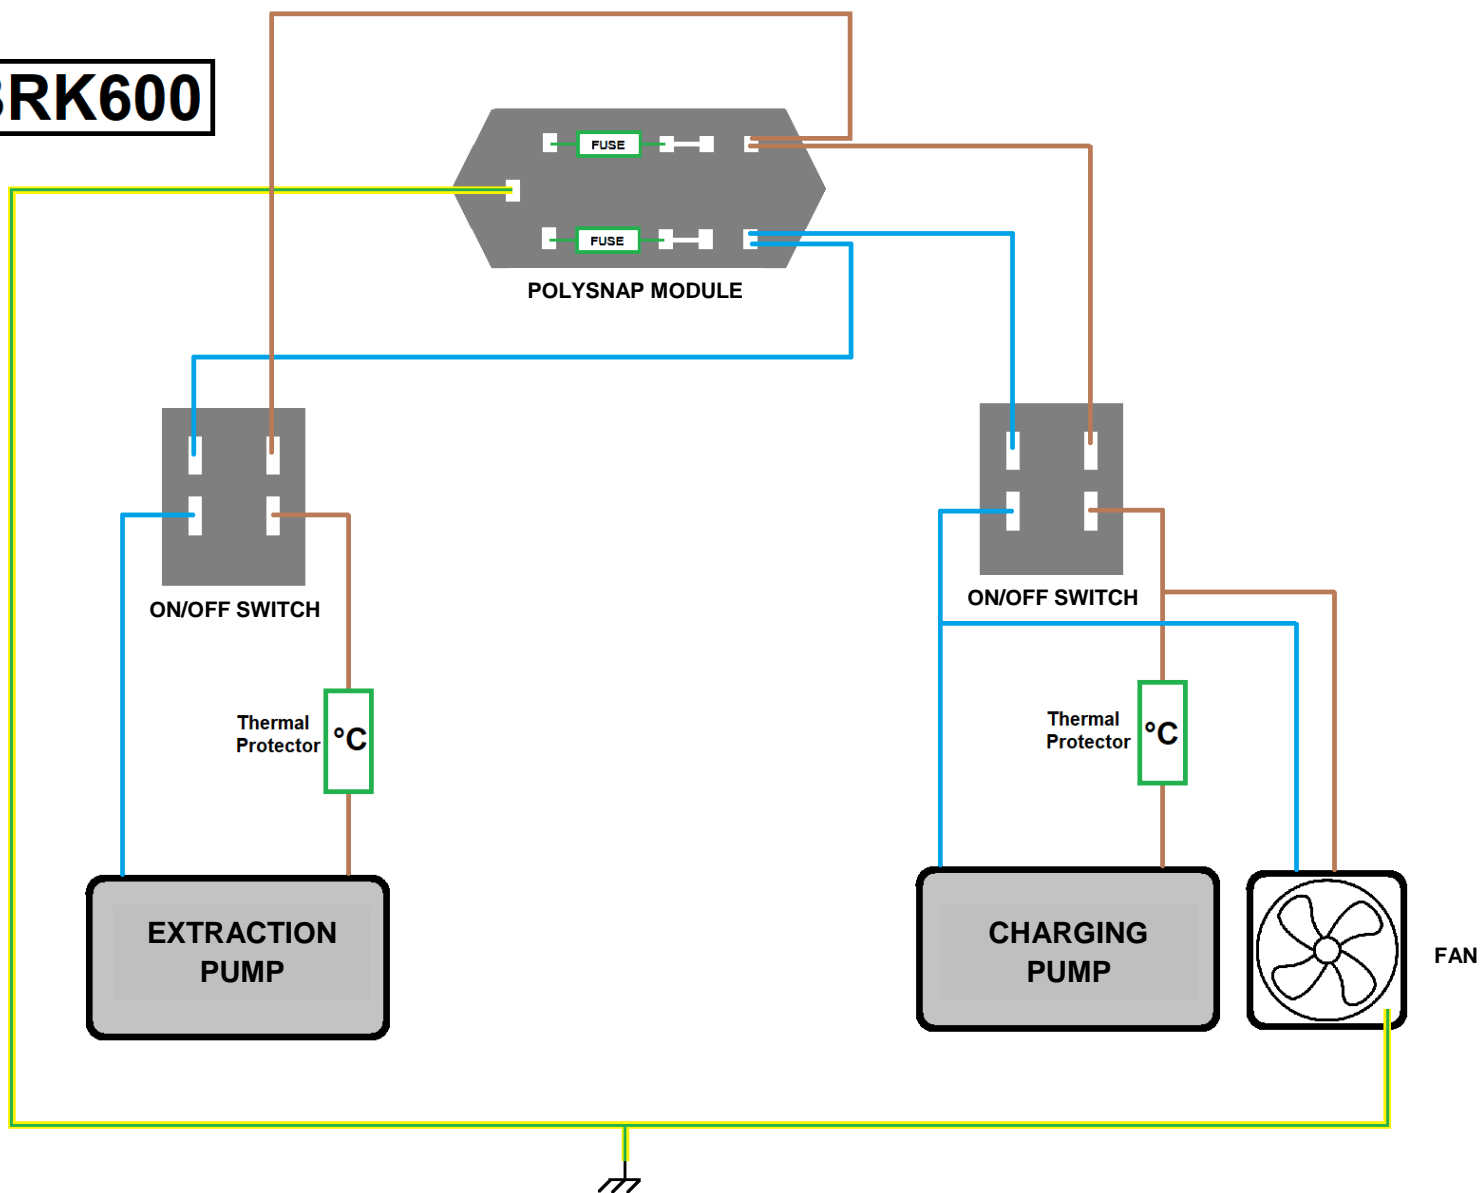 BRK600
FUSE
FUSE
POLYSNAP MODULE
ON/OFF SWITCH
ON/OFF SWITCH
Thermal
Protector
°C
Thermal
Protector
°C
EXTRACTION
PUMP
CHARGING
PUMP
FAN